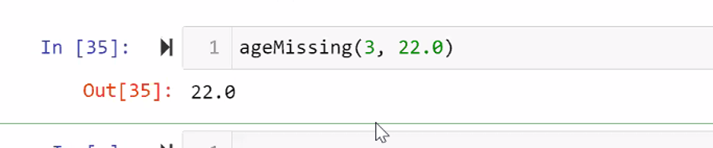 In [35]: 1 ageMissing(3, 22.0)
Out[35]: 22.0